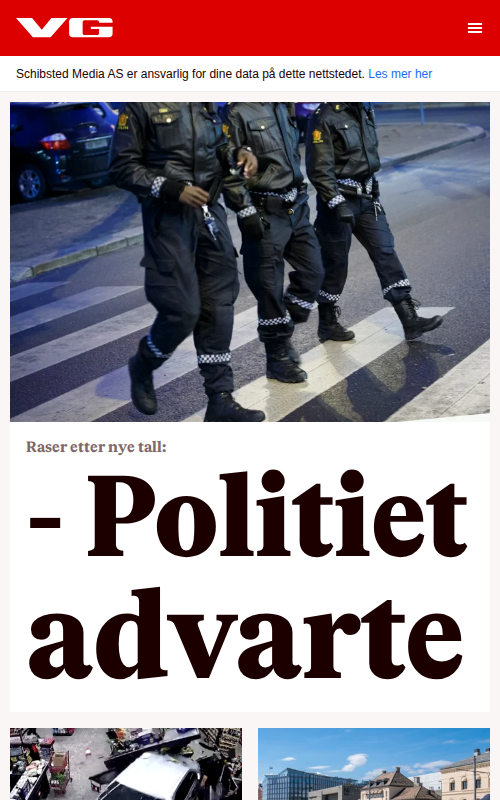 VG
Schibsted Media AS er ansvarlig for dine data på dette nettstedet. Les mer her
Raser etter nye tall:
- Politiet
advarte